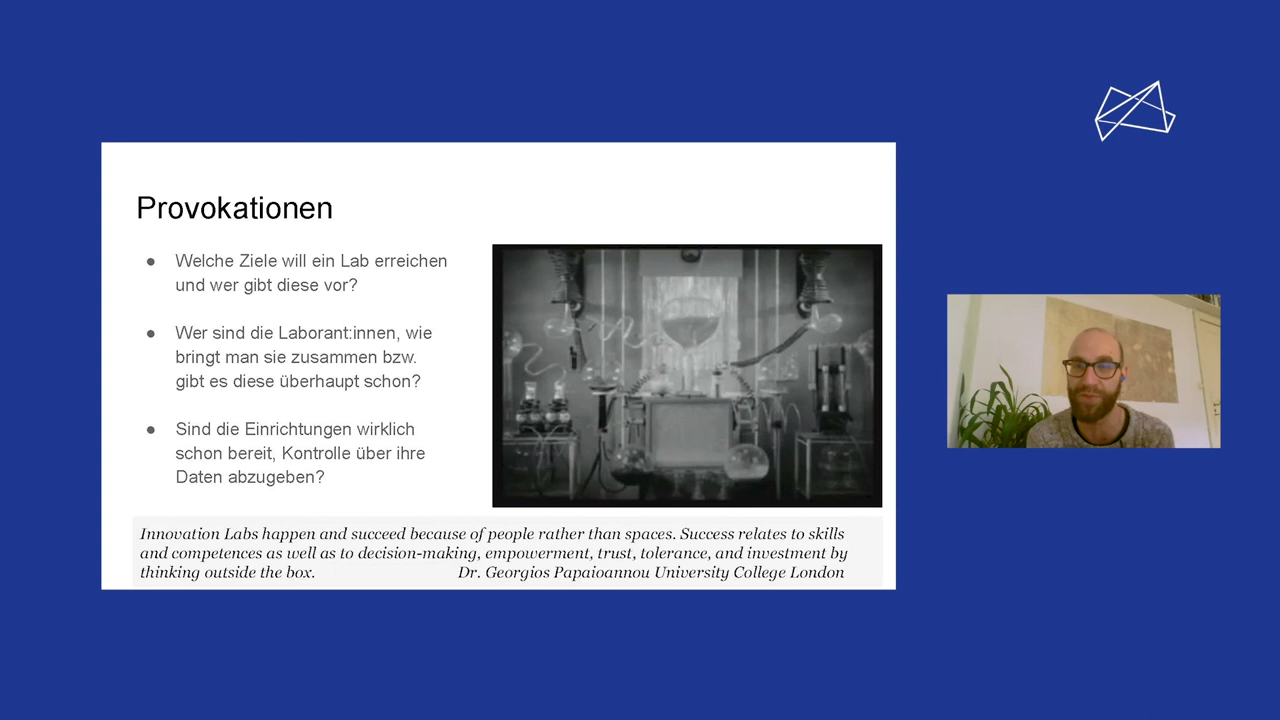 Provokationen
● Welche Ziele will ein Lab erreichen
und wer gibt diese vor?
● Wer sind die Laborant:innen, wie
bringt man sie zusammen bzw.
gibt es diese überhaupt schon?
● Sind die Einrichtungen wirklich
schon bereit, Kontrolle über ihre
Daten abzugeben?
Innovation Labs happen and succeed because of people rather than spaces. Success relates to skills
and competences as well as to decision-making, empowerment, trust, tolerance, and investment by
thinking outside the box. Dr. Georgios Papaioannou University College London